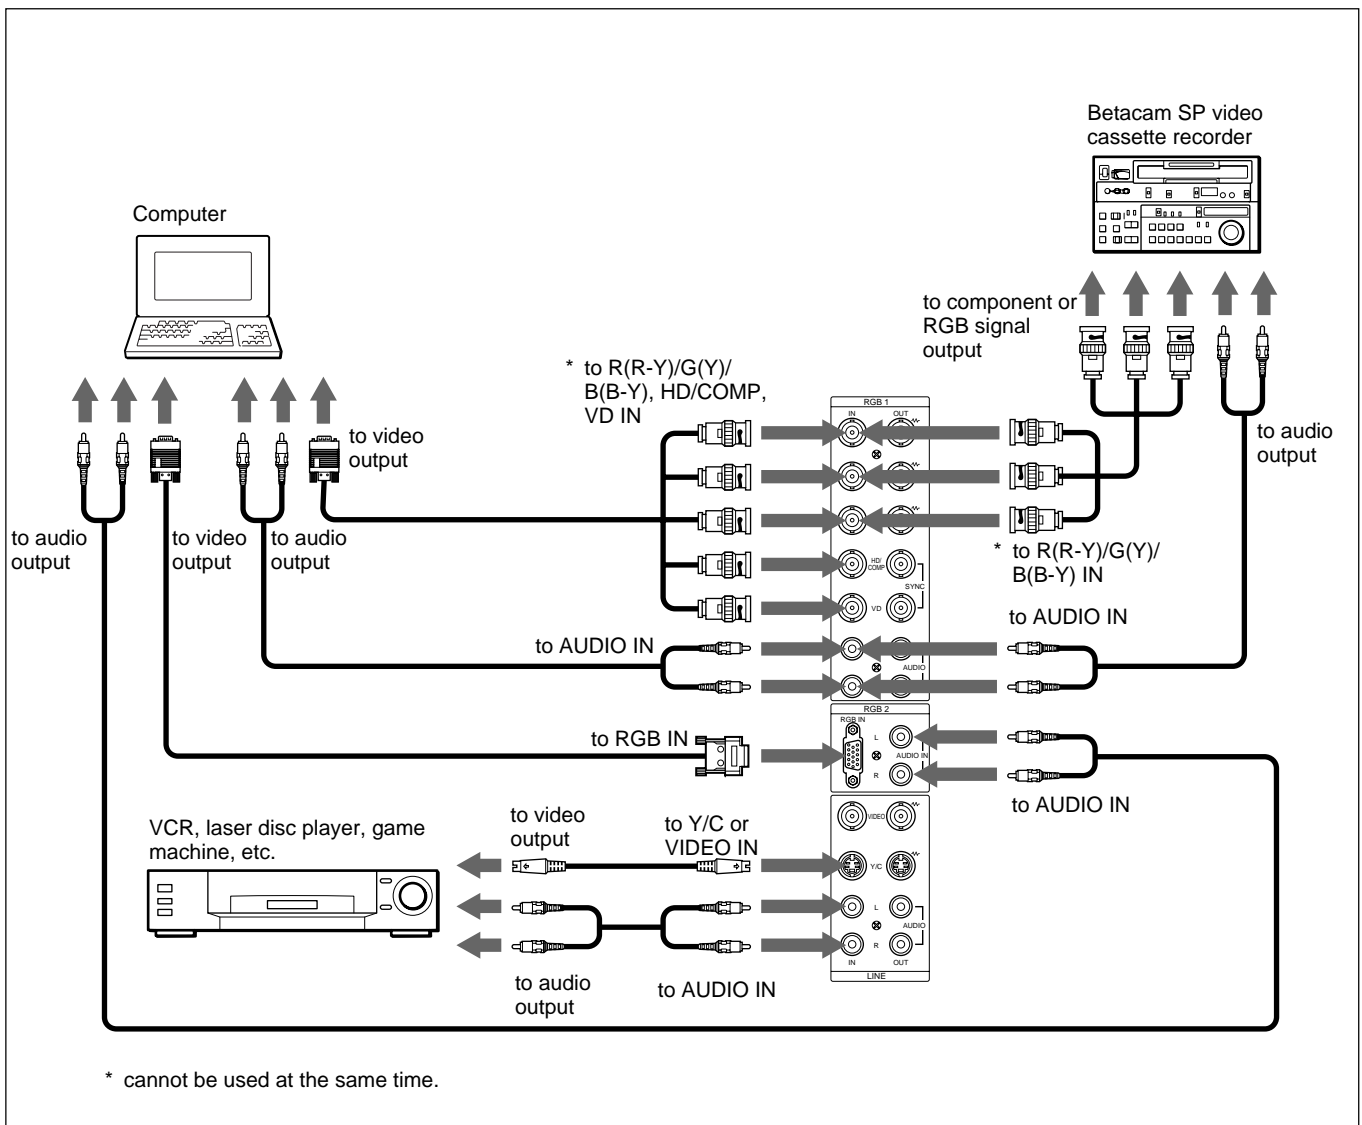 Betacam SP video
cassette recorder
Computer
to component or
RGB signal
output
* to R(R-Y)/G(Y)/
B(B-Y), HD/COMP,
VD IN
RGB 1
IN
OUT
to video
output
to audio
output
to audio
output
to video
output
to audio
output
* to R(R-Y)/G(Y)/
B(B-Y) IN
HD/
COMP
SYNC
VD
to AUDIO IN
to AUDIO IN
AUDIO
RGB 2
RGB IN
L
AUDIO IN
R
to RGB IN
to AUDIO IN
VCR, laser disc player, game
machine, etc.
to video
output
to Y/C or
VIDEO IN
VIDEO
Y/C
L
AUDIO
R
IN
OUT
LINE
to audio
output
to AUDIO IN
* cannot be used at the same time.